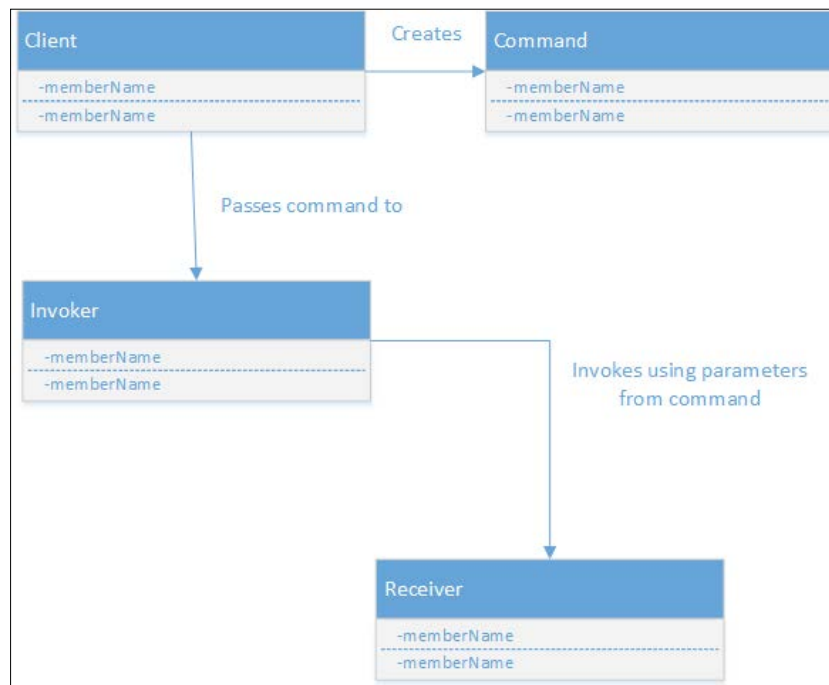 Client
-memberName
-memberName
Creates
Command
-memberName
-memberName
Passes command to
Invoker
-memberName
-memberName
Invokes using parameters
from command
Receiver
-memberName
-memberName